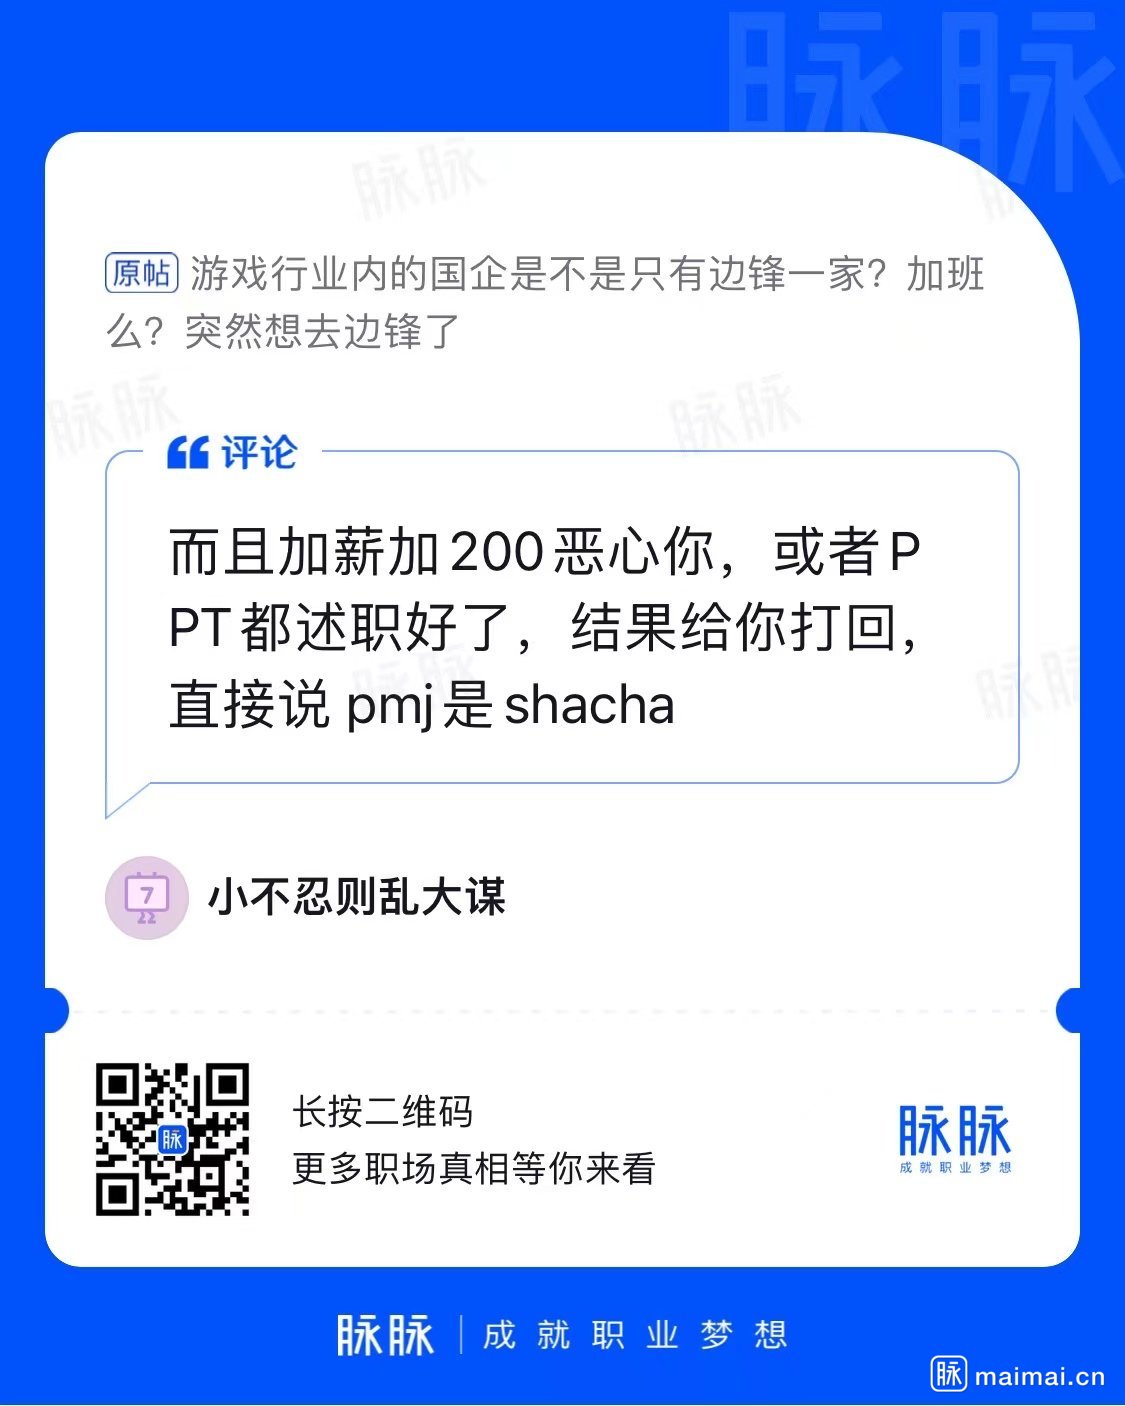 脉脉
原帖 游戏行业内的国企是不是只有边锋一家？加班
么？突然想去边锋了
评论
而且加薪加200恶心你，或者P
PT都述职好了，结果给你打回，
直接说 pmj是shacha
7
小不忍则乱大谋
脉
长按二维码
更多职场真相等你来看
脉脉
成就职业梦想
脉脉 | 成就职业梦想
脉 maimai.cn